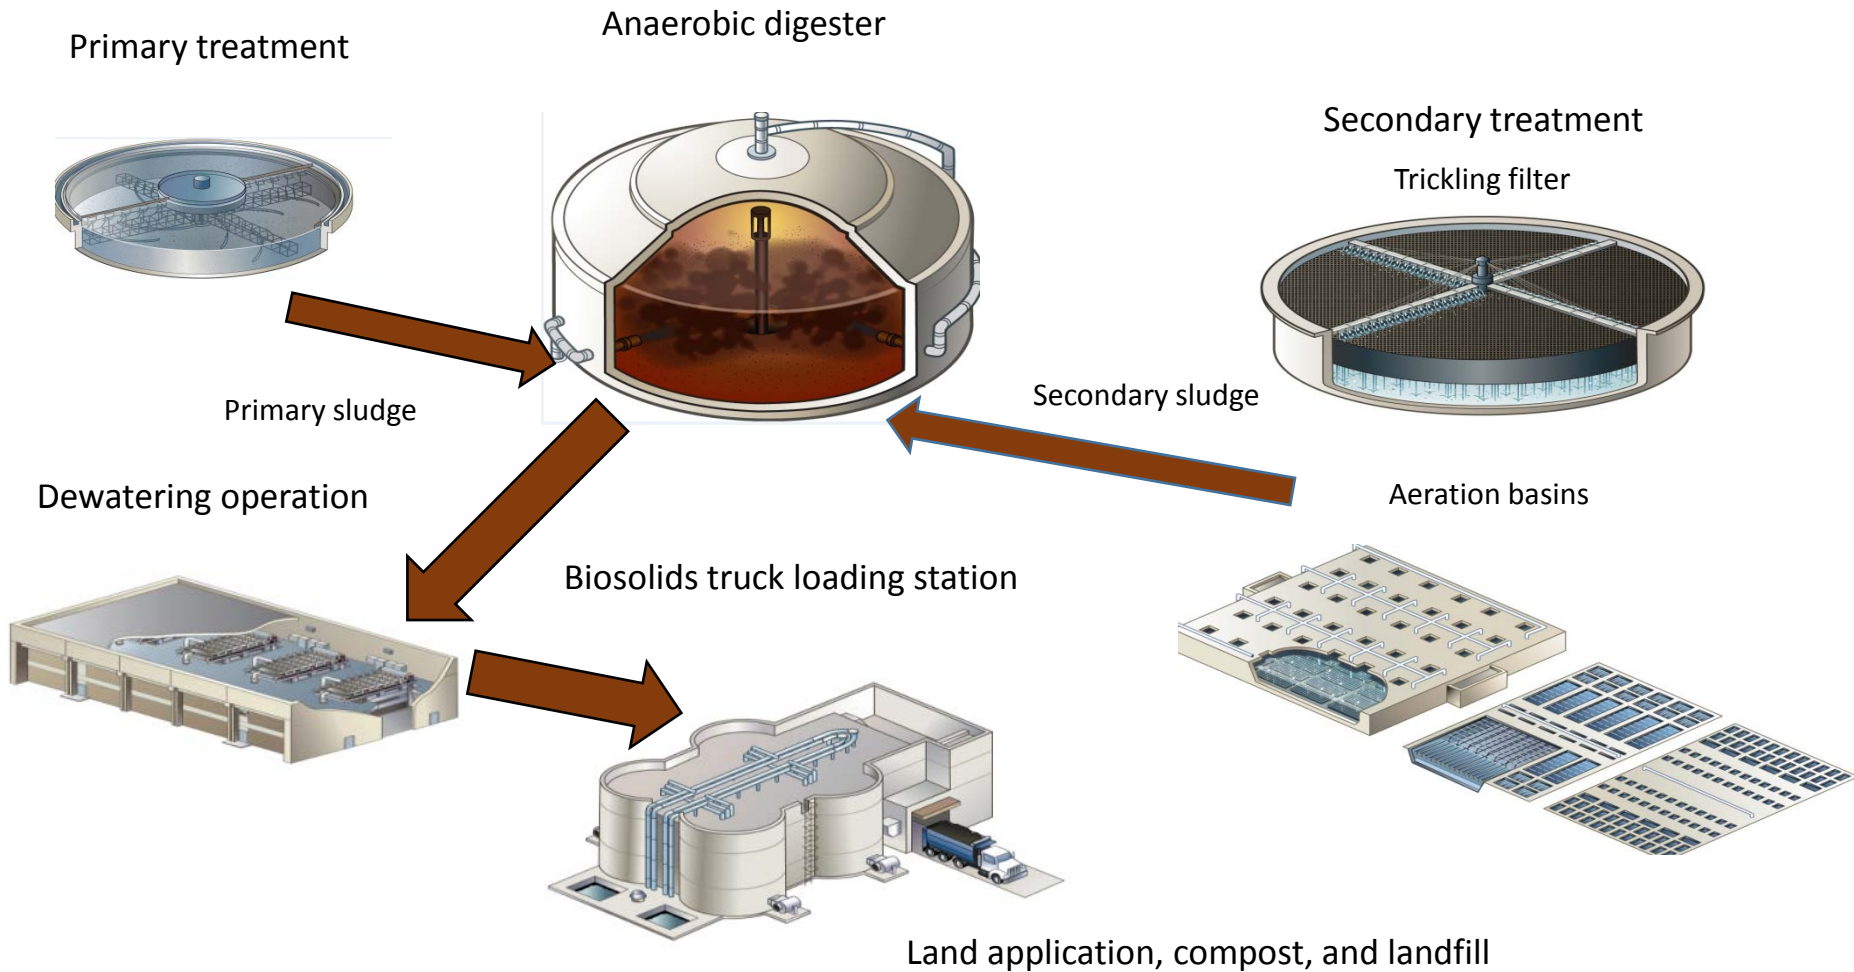 Primary treatment
Anaerobic digester
Secondary treatment
Trickling filter
Primary sludge
Secondary sludge
Dewatering operation
Aeration basins
Biosolids truck loading station
Land application, compost, and landfill